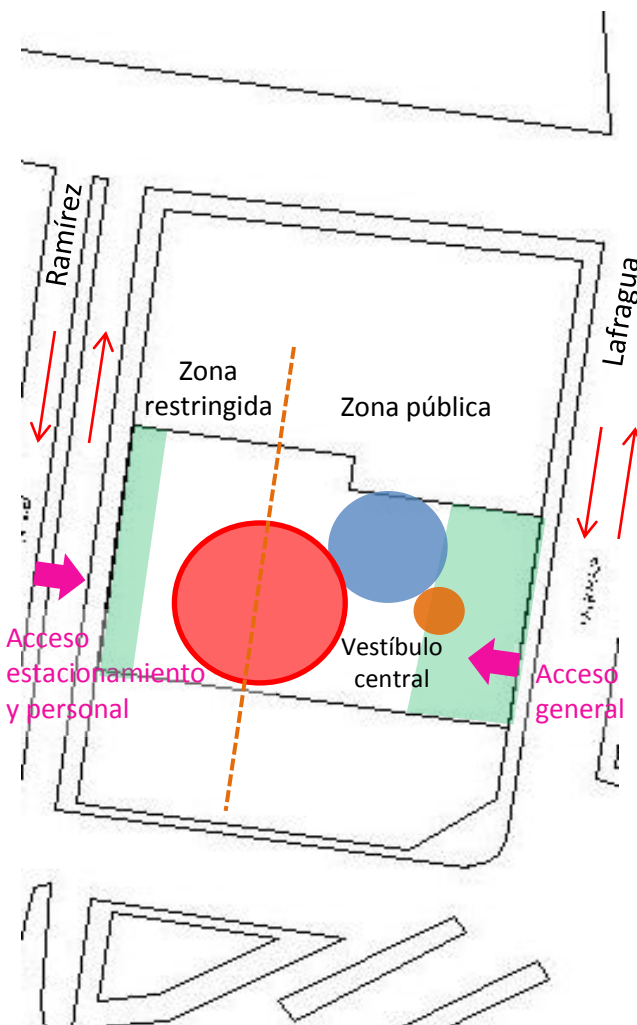 Ramírez
Lafragua
Zona
restringida
Zona pública
Acceso
estacionamiento
y personal
Vestíbulo
central
Acceso
general